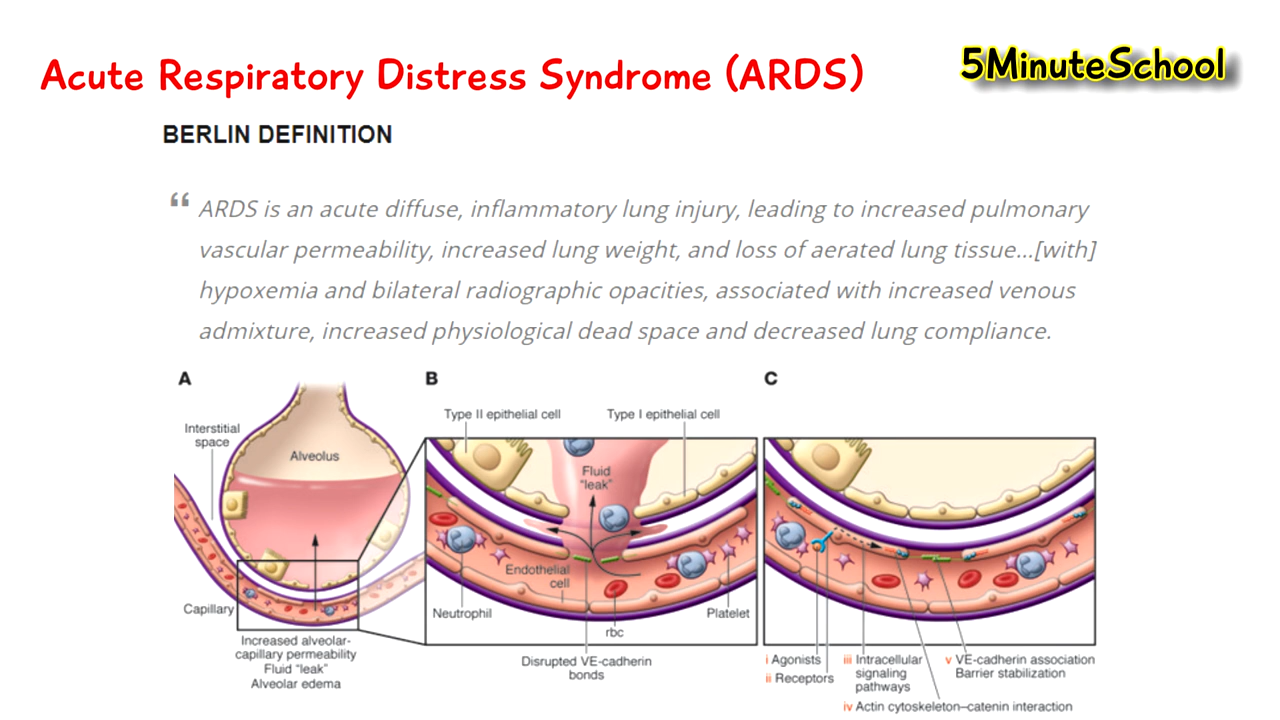 Acute Respiratory Distress Syndrome (ARDS)
5MinuteSchool
BERLIN DEFINITION
“ ARDS is an acute diffuse, inflammatory lung injury, leading to increased pulmonary
vascular permeability, increased lung weight, and loss of aerated lung tissue...[with]
hypoxemia and bilateral radiographic opacities, associated with increased venous
admixture, increased physiological dead space and decreased lung compliance.
A
Interstitial
space
Alveolus
Capillary
Increased alveolar-
capillary permeability
Fluid "leak"
Alveolar edema
B
Type II epithelial cell
Type I epithelial cell
Fluid
"leak"
Endothelial
cell
Neutrophil
rbc
Platelet
Disrupted VE-cadherin
bonds
C
i Agonists
ii Receptors
iii Intracellular
signaling
pathways
v VE-cadherin association
Barrier stabilization
iv Actin cytoskeleton–catenin interaction